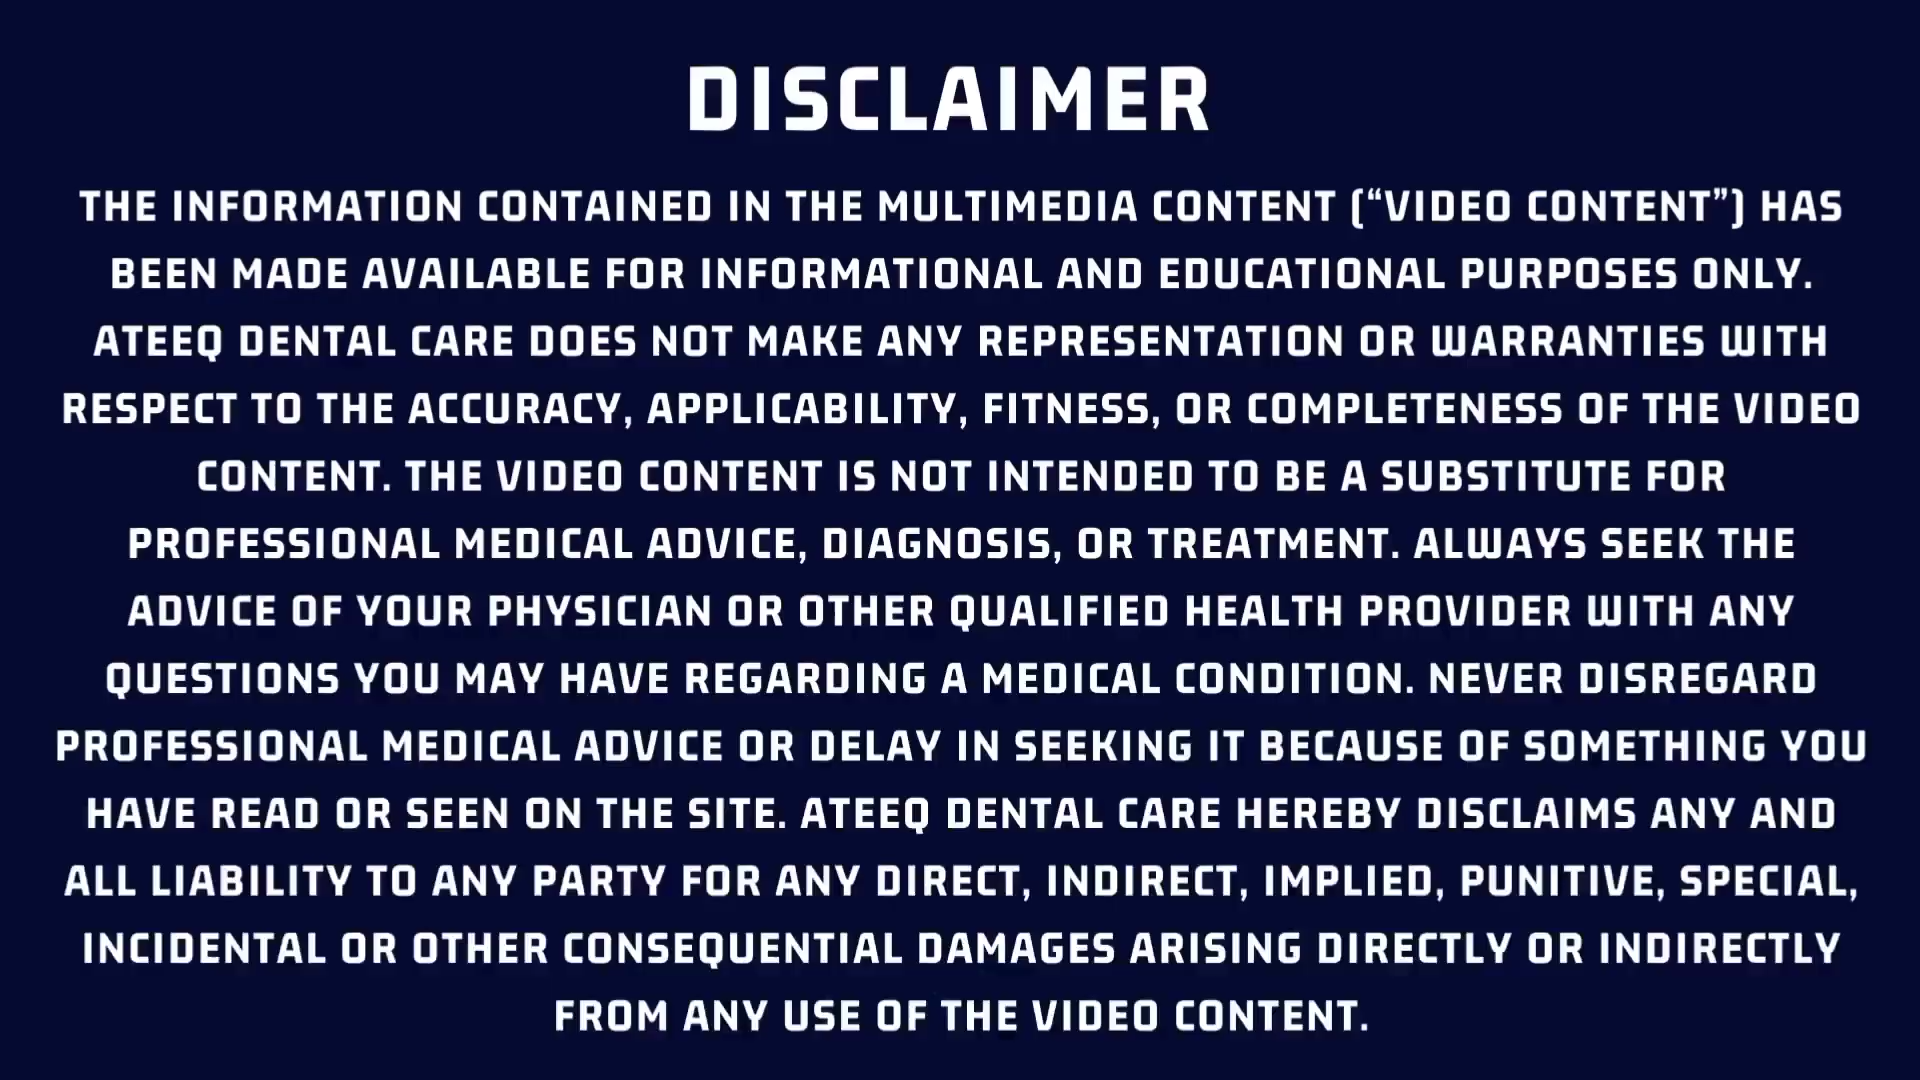 DISCLAIMER
THE INFORMATION CONTAINED IN THE MULTIMEDIA CONTENT (“VIDEO CONTENT”) HAS
BEEN MADE AVAILABLE FOR INFORMATIONAL AND EDUCATIONAL PURPOSES ONLY.
ATEEQ DENTAL CARE DOES NOT MAKE ANY REPRESENTATION OR WARRANTIES WITH
RESPECT TO THE ACCURACY, APPLICABILITY, FITNESS, OR COMPLETENESS OF THE VIDEO
CONTENT. THE VIDEO CONTENT IS NOT INTENDED TO BE A SUBSTITUTE FOR
PROFESSIONAL MEDICAL ADVICE, DIAGNOSIS, OR TREATMENT. ALWAYS SEEK THE
ADVICE OF YOUR PHYSICIAN OR OTHER QUALIFIED HEALTH PROVIDER WITH ANY
QUESTIONS YOU MAY HAVE REGARDING A MEDICAL CONDITION. NEVER DISREGARD
PROFESSIONAL MEDICAL ADVICE OR DELAY IN SEEKING IT BECAUSE OF SOMETHING YOU
HAVE READ OR SEEN ON THE SITE. ATEEQ DENTAL CARE HEREBY DISCLAIMS ANY AND
ALL LIABILITY TO ANY PARTY FOR ANY DIRECT, INDIRECT, IMPLIED, PUNITIVE, SPECIAL,
INCIDENTAL OR OTHER CONSEQUENTIAL DAMAGES ARISING DIRECTLY OR INDIRECTLY
FROM ANY USE OF THE VIDEO CONTENT.